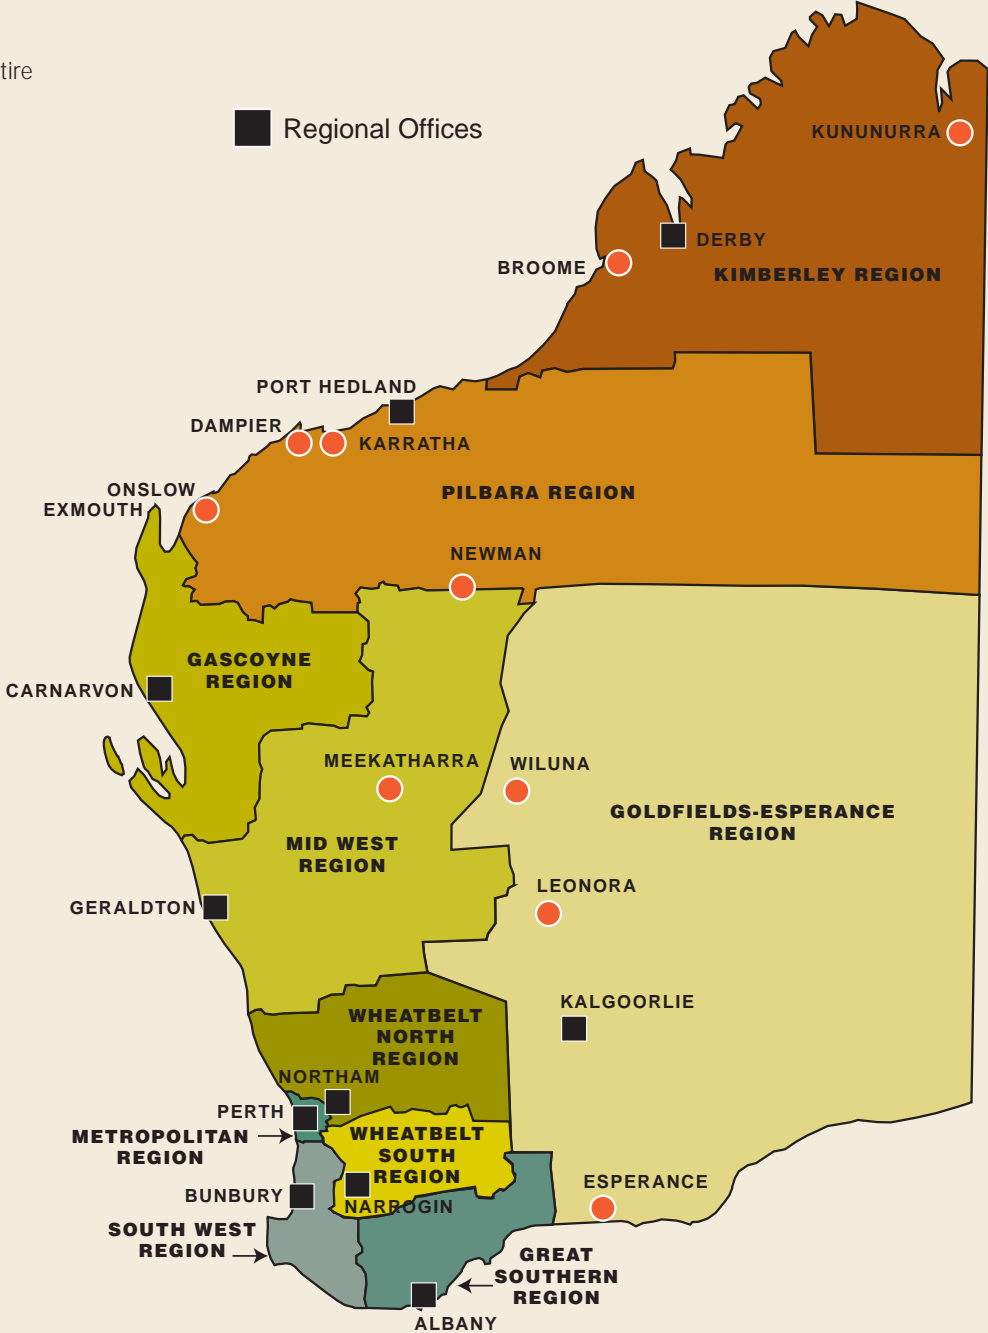 tire
Regional Offices
KUNUNURRA
DERBY
BROOME
KIMBERLEY REGION
PORT HEDLAND
DAMPIER
KARRATHA
ONSLOW
PILBARA REGION
EXMOUTH
NEWMAN
GASCOYNE
REGION
CARNARVON
MEEKATHARRA
WILUNA
GOLDFIELDS-ESPERANCE
REGION
MID WEST
REGION
LEONORA
GERALDTON
KALGOORLIE
WHEATBELT
NORTH
REGION
NORTHAM
PERTH
METROPOLITAN
REGION
WHEATBELT
SOUTH
REGION
ESPERANCE
BUNBURY
NARROGIN
SOUTH WEST
REGION
GREAT
SOUTHERN
REGION
ALBANY